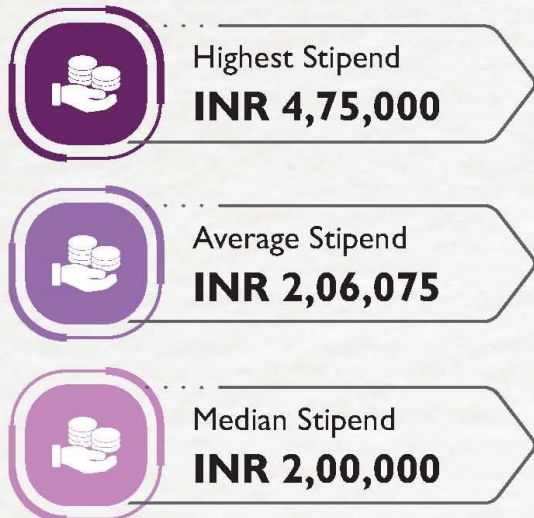 Highest Stipend
INR 4,75,000
Average Stipend
INR 2,06,075
Median Stipend
INR 2,00,000